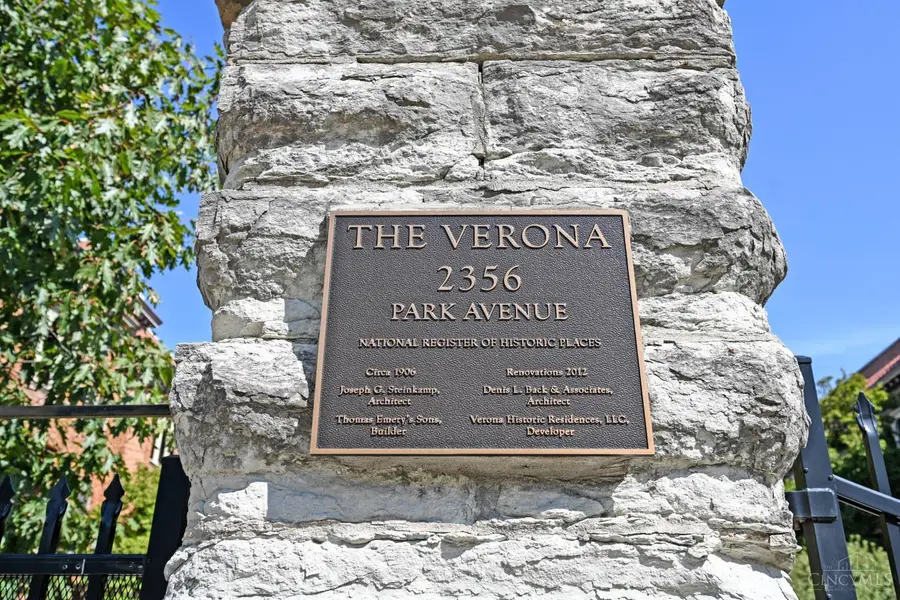 THE VERONA
2356
PARK AVENUE
NATIONAL REGISTER OF HISTORIC PLACES
Circa 1906
Joseph G. Steinkamp,
Architect
Thomas Emery's Sons,
Builder
Renovations 2012
Denis L. Back & Associates,
Architect
Verona Historic Residences, LLC,
Developer
CINCYMLS